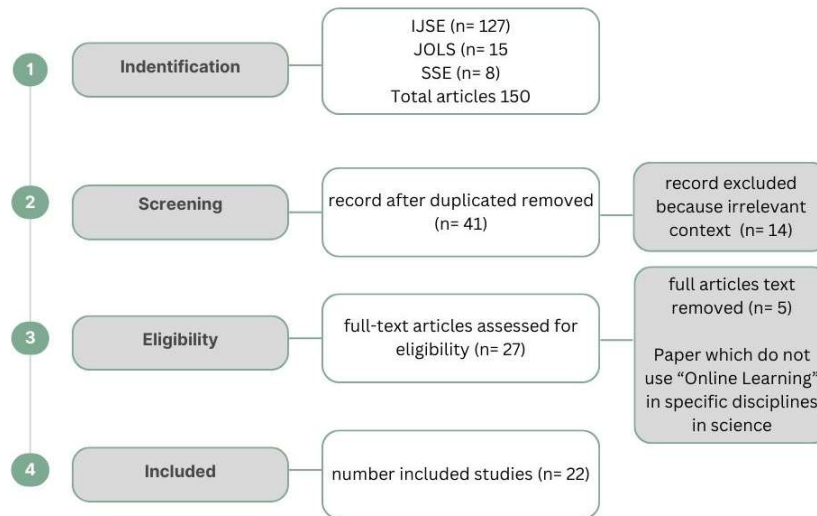 IJSE (n= 127)
JOLS (n= 15
SSE (n= 8)
Total articles 150
1
Indentification
2
Screening
record after duplicated removed
(n= 41)
record excluded
because irrelevant
context (n= 14)
3
Eligibility
full-text articles assessed for
eligibility (n= 27)
full articles text
removed (n= 5)
Paper which do not
use “Online Learning”
in specific disciplines
in science
4
Included
number included studies (n= 22)